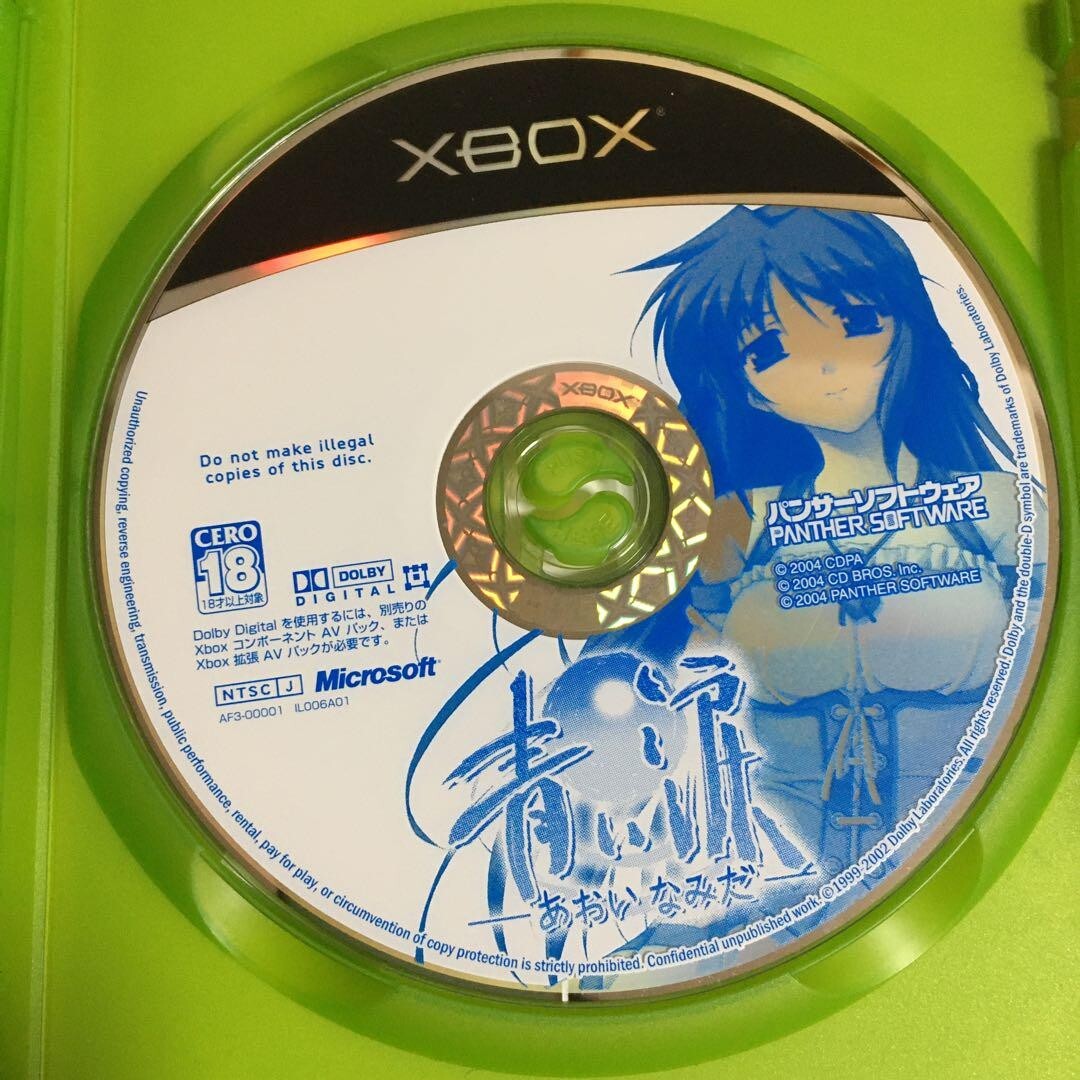 XBOX®
XBOX
Do not make illegal
copies of this disc.
CERO
18
18才以上対象
DOLBY
DIGITAL
Dolby Digital を使用するには、別売りの
Xbox コンポーネント AV パック、または
Xbox 拡張 AV パックが必要です。
NTSC J
Microsoft®
AF3-00001 IL006A01
パンサーソフトウェア
PANTHER SOFTWARE
© 2004 CDPA
© 2004 CD BROS. Inc.
© 2004 PANTHER SOFTWARE
青い涙
あおいなみだ
Unauthorized copying, reverse engineering, transmission, public performance, rental, pay for play, or circumvention of copy protection is strictly prohibited. Confidential unpublished work. ©1999-2002 Dolby Laboratories. All rights reserved. Dolby and the double-D symbol are trademarks of Dolby Laboratories.